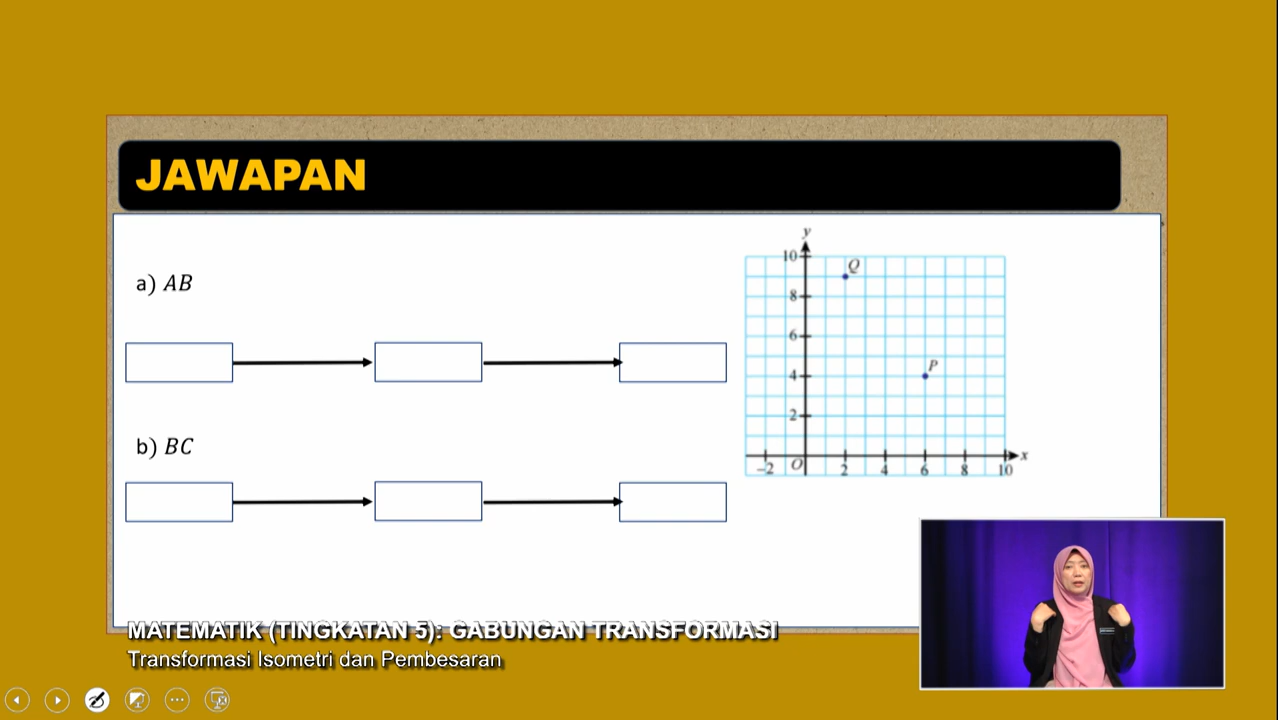 JAWAPAN
a) AB
b) BC
y
10
Q
8
6
P
4
2
-2 O 2 4 6 8 10 x
MATEMATIK (TINGKATAN 5): GABUNGAN TRANSFORMASI
Transformasi Isometri dan Pembesaran